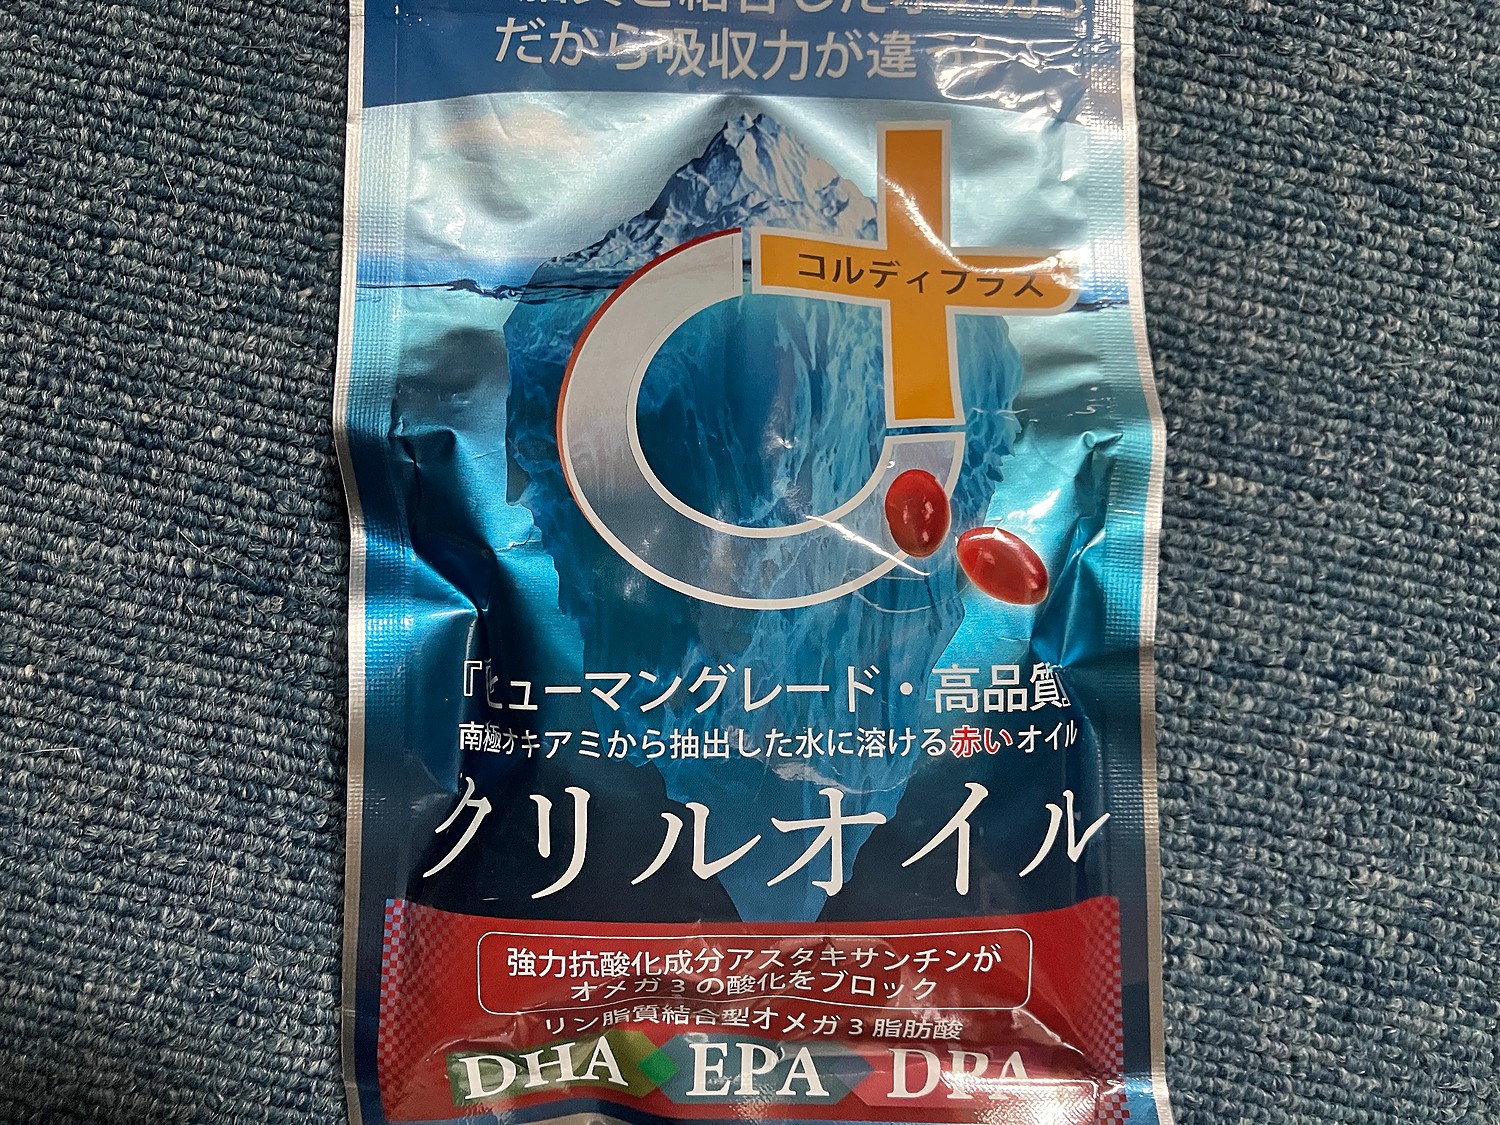 だから吸収力が違う!
コルディプラス
『ヒューマングレード・高品質』
南極オキアミから抽出した水に溶ける赤いオイル
クリルオイル
強力抗酸化成分アスタキサンチンが
オメガ3の酸化をブロック
リン脂質結合型オメガ3脂肪酸
DHA EPA DPA